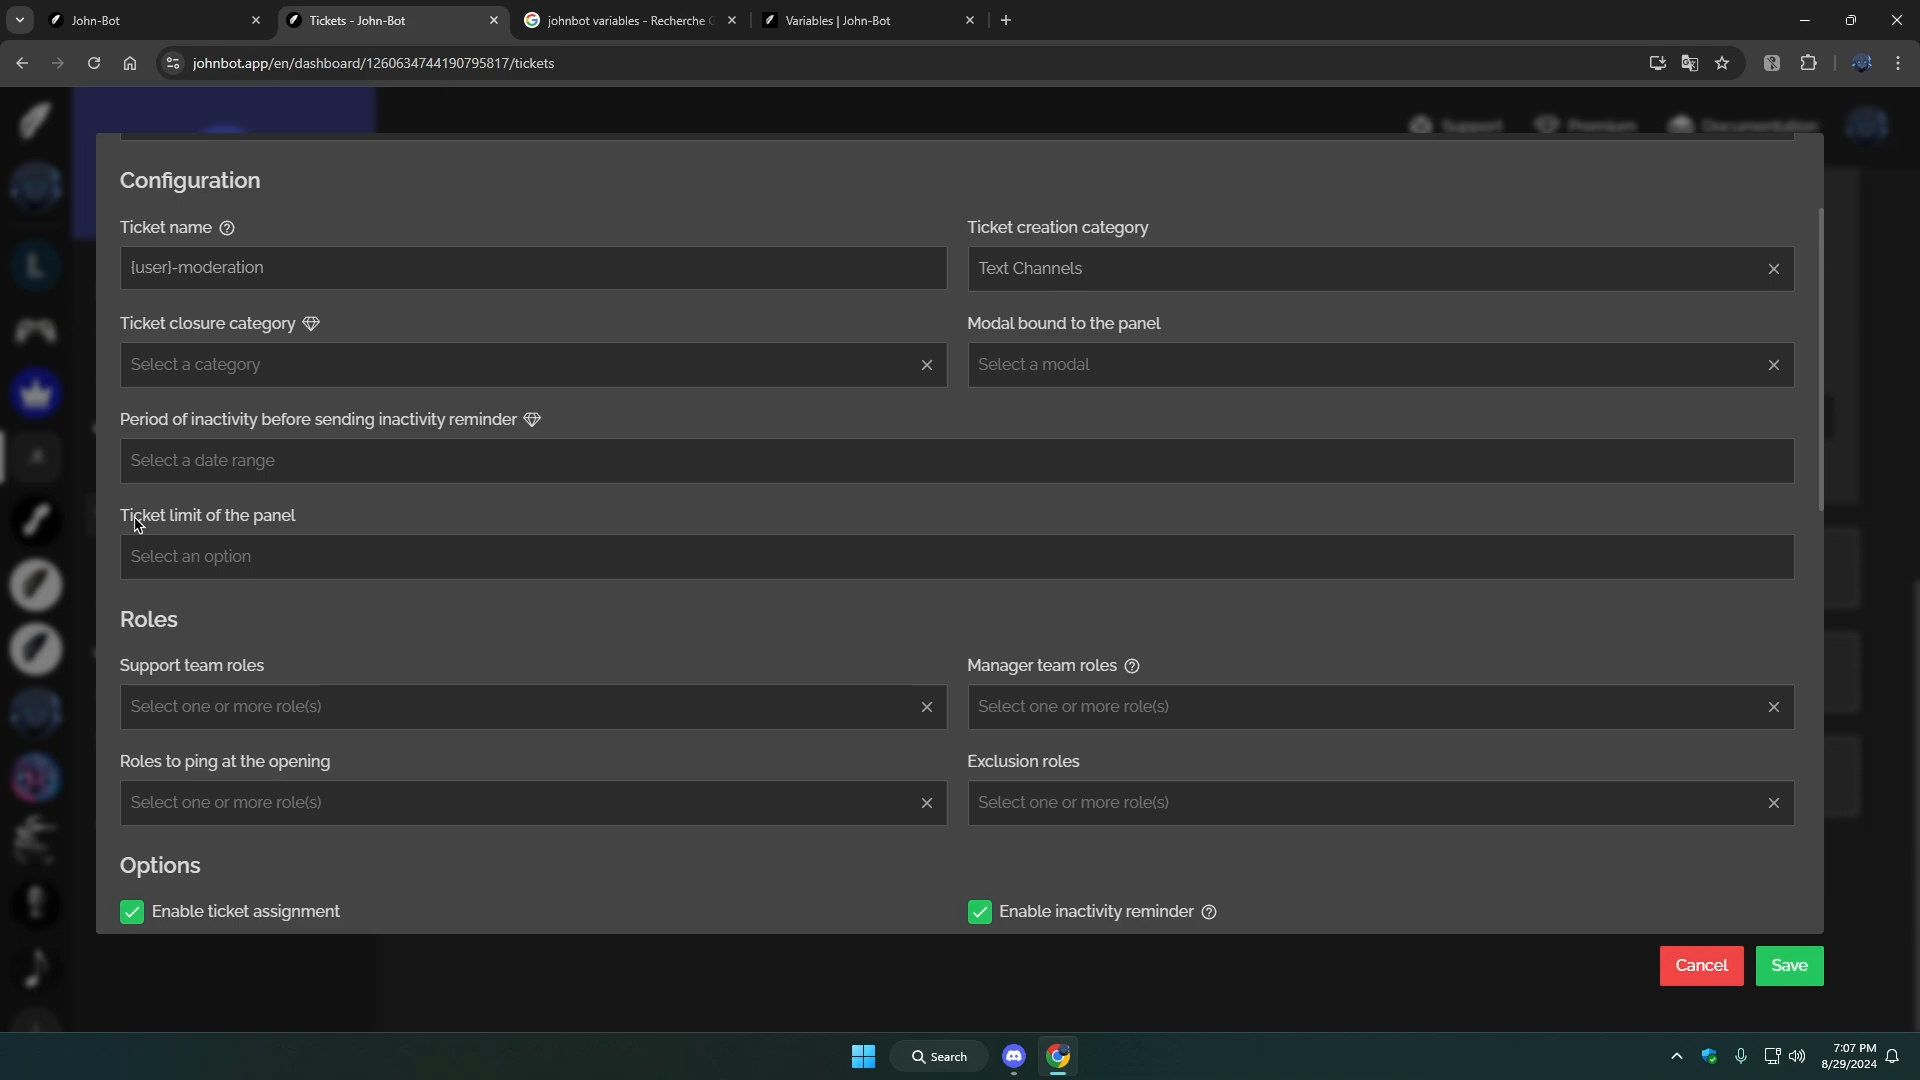 John-Bot
Tickets - John-Bot
johnbot variables - Recherche G
Variables | John-Bot
johnbot.app/en/dashboard/1260634744190795817/tickets
Support
Premium
Documentation
L
Configuration
Ticket name
Ticket creation category
{user}-moderation
Text Channels
Ticket closure category
Modal bound to the panel
Select a category
Select a modal
Period of inactivity before sending inactivity reminder
Select a date range
Ticket limit of the panel
Select an option
Roles
Support team roles
Manager team roles
Select one or more role(s)
Select one or more role(s)
Roles to ping at the opening
Exclusion roles
Select one or more role(s)
Select one or more role(s)
Options
Enable ticket assignment
Enable inactivity reminder
Cancel
Save
Search
7:07 PM
8/29/2024